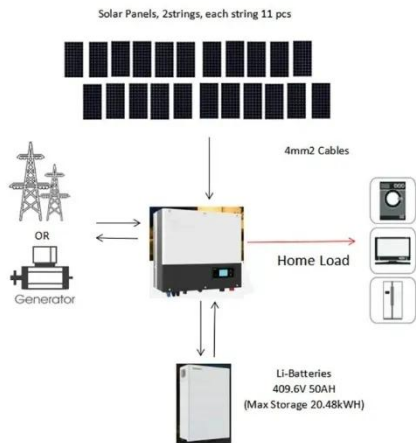 Solar Panels, 2strings, each string 11 pcs
4mm2 Cables
OR
Generator
Home Load
Li-Batteries
409.6V 50AH
(Max Storage 20.48kWH)